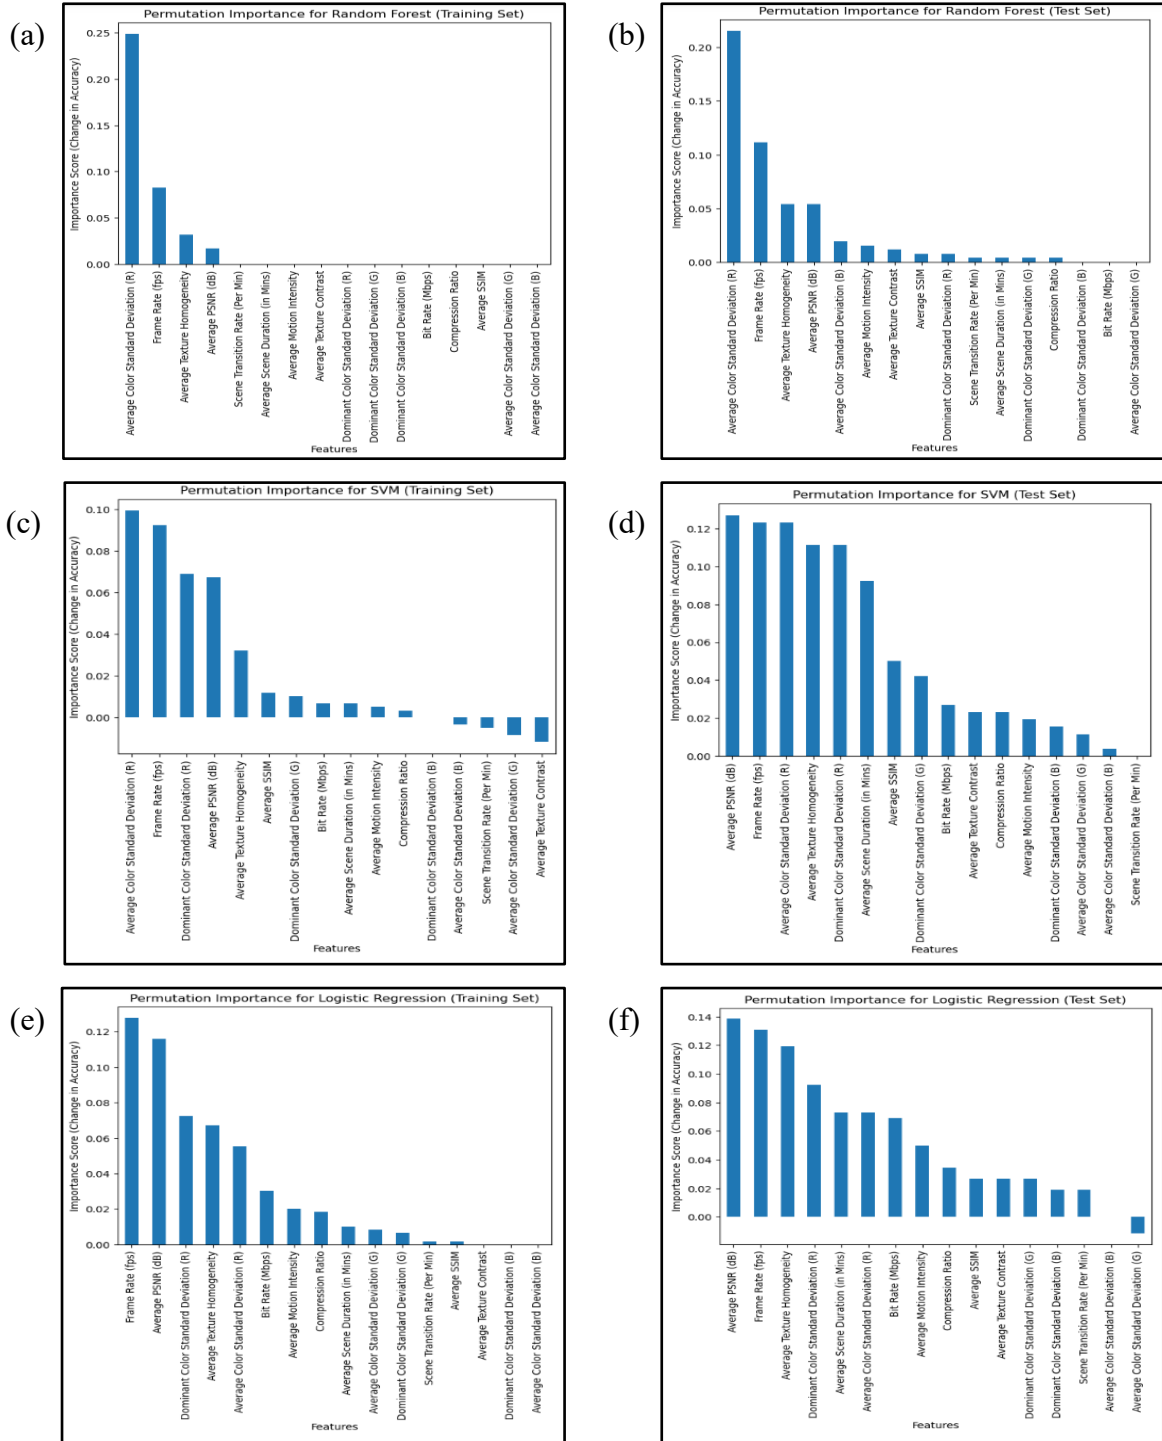 (a)
Permutation Importance for Random Forest (Training Set)
Importance Score (Change in Accuracy)
0.25
0.20
0.15
0.10
0.05
0.00
Average Color Standard Deviation (R)
Frame Rate (fps)
Average Texture Homogeneity
Average PSNR (dB)
Scene Transition Rate (Per Min)
Average Scene Duration (in Mins)
Average Motion Intensity
Average Texture Contrast
Dominant Color Standard Deviation (R)
Dominant Color Standard Deviation (G)
Dominant Color Standard Deviation (B)
Bit Rate (Mbps)
Compression Ratio
Average SSIM
Average Color Standard Deviation (G)
Average Color Standard Deviation (B)
Features
(b)
Permutation Importance for Random Forest (Test Set)
Importance Score (Change in Accuracy)
0.20
0.15
0.10
0.05
0.00
Average Color Standard Deviation (R)
Frame Rate (fps)
Average Texture Homogeneity
Average PSNR (dB)
Average Color Standard Deviation (B)
Average Motion Intensity
Average Texture Contrast
Average SSIM
Dominant Color Standard Deviation (R)
Scene Transition Rate (Per Min)
Average Scene Duration (in Mins)
Dominant Color Standard Deviation (G)
Compression Ratio
Dominant Color Standard Deviation (B)
Bit Rate (Mbps)
Average Color Standard Deviation (G)
Features
(c)
Permutation Importance for SVM (Training Set)
Importance Score (Change in Accuracy)
0.10
0.08
0.06
0.04
0.02
0.00
Average Color Standard Deviation (R)
Frame Rate (fps)
Dominant Color Standard Deviation (R)
Average PSNR (dB)
Average Texture Homogeneity
Average SSIM
Dominant Color Standard Deviation (G)
Bit Rate (Mbps)
Average Scene Duration (in Mins)
Average Motion Intensity
Compression Ratio
Dominant Color Standard Deviation (B)
Average Color Standard Deviation (B)
Scene Transition Rate (Per Min)
Average Color Standard Deviation (G)
Average Texture Contrast
Features
(d)
Permutation Importance for SVM (Test Set)
Importance Score (Change in Accuracy)
0.12
0.10
0.08
0.06
0.04
0.02
0.00
Average PSNR (dB)
Frame Rate (fps)
Average Color Standard Deviation (R)
Average Texture Homogeneity
Dominant Color Standard Deviation (R)
Average Scene Duration (in Mins)
Average SSIM
Dominant Color Standard Deviation (G)
Bit Rate (Mbps)
Average Texture Contrast
Compression Ratio
Average Motion Intensity
Dominant Color Standard Deviation (B)
Average Color Standard Deviation (G)
Average Color Standard Deviation (B)
Scene Transition Rate (Per Min)
Features
(e)
Permutation Importance for Logistic Regression (Training Set)
Importance Score (Change in Accuracy)
0.12
0.10
0.08
0.06
0.04
0.02
0.00
Frame Rate (fps)
Average PSNR (dB)
Dominant Color Standard Deviation (R)
Average Texture Homogeneity
Average Color Standard Deviation (R)
Bit Rate (Mbps)
Average Motion Intensity
Compression Ratio
Average Scene Duration (in Mins)
Average Color Standard Deviation (G)
Dominant Color Standard Deviation (G)
Scene Transition Rate (Per Min)
Average SSIM
Average Texture Contrast
Dominant Color Standard Deviation (B)
Average Color Standard Deviation (B)
Features
(f)
Permutation Importance for Logistic Regression (Test Set)
Importance Score (Change in Accuracy)
0.14
0.12
0.10
0.08
0.06
0.04
0.02
0.00
Average PSNR (dB)
Frame Rate (fps)
Average Texture Homogeneity
Dominant Color Standard Deviation (R)
Average Scene Duration (in Mins)
Average Color Standard Deviation (R)
Bit Rate (Mbps)
Average Motion Intensity
Compression Ratio
Average SSIM
Average Texture Contrast
Dominant Color Standard Deviation (G)
Dominant Color Standard Deviation (B)
Scene Transition Rate (Per Min)
Average Color Standard Deviation (B)
Average Color Standard Deviation (G)
Features